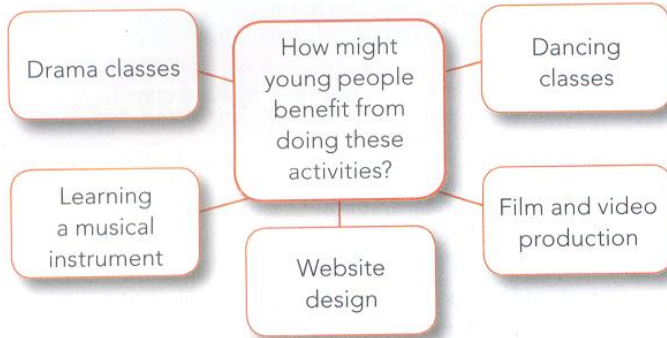 Drama classes
How might
young people
benefit from
doing these
activities?
Dancing
classes
Learning
a musical
instrument
Website
design
Film and video
production